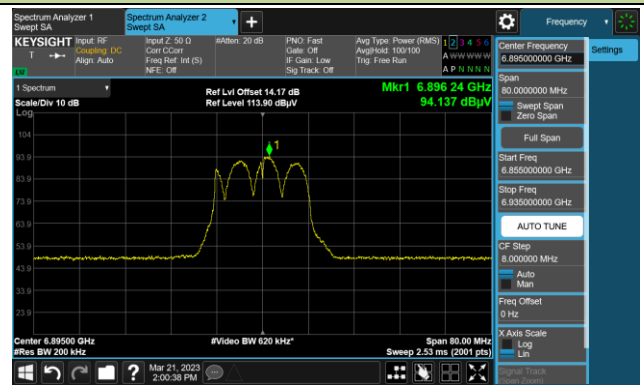 Spectrum Analyzer 1
Swept SA
Spectrum Analyzer 2
Swept SA
Frequency
KEYSIGHT
T
LW
Input: RF
Coupling: DC
Align: Auto
Input Z: 50 Ω
Corr CCorr
Freq Ref: Int (S)
NFE: Off
#Atten: 20 dB
PNO: Fast
Gate: Off
IF Gain: Low
Sig Track: Off
Avg Type: Power (RMS)
Avg|Hold: 100/100
Trig: Free Run
1 2 3 4 5 6
A W W W W W
A P N N N N
1 Spectrum
Scale/Div 10 dB
Log
Ref Lvl Offset 14.17 dB
Ref Level 113.90 dBµV
Mkr1 6.896 24 GHz
94.137 dBµV
104
93.9
83.9
73.9
63.9
53.9
43.9
33.9
23.9
1
Center 6.89500 GHz
#Res BW 200 kHz
#Video BW 620 kHz*
Span 80.00 MHz
Sweep 2.53 ms (2001 pts)
Mar 21, 2023
2:00:38 PM
Center Frequency
6.895000000 GHz
Settings
Span
80.0000000 MHz
Swept Span
Zero Span
Full Span
Start Freq
6.855000000 GHz
Stop Freq
6.935000000 GHz
AUTO TUNE
CF Step
8.000000 MHz
Auto
Man
Freq Offset
0 Hz
X Axis Scale
Log
Lin
Signal Track
(Span Zoom)